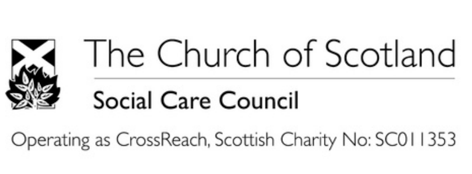 The Church of Scotland
Social Care Council
Operating as CrossReach, Scottish Charity No: SC011353